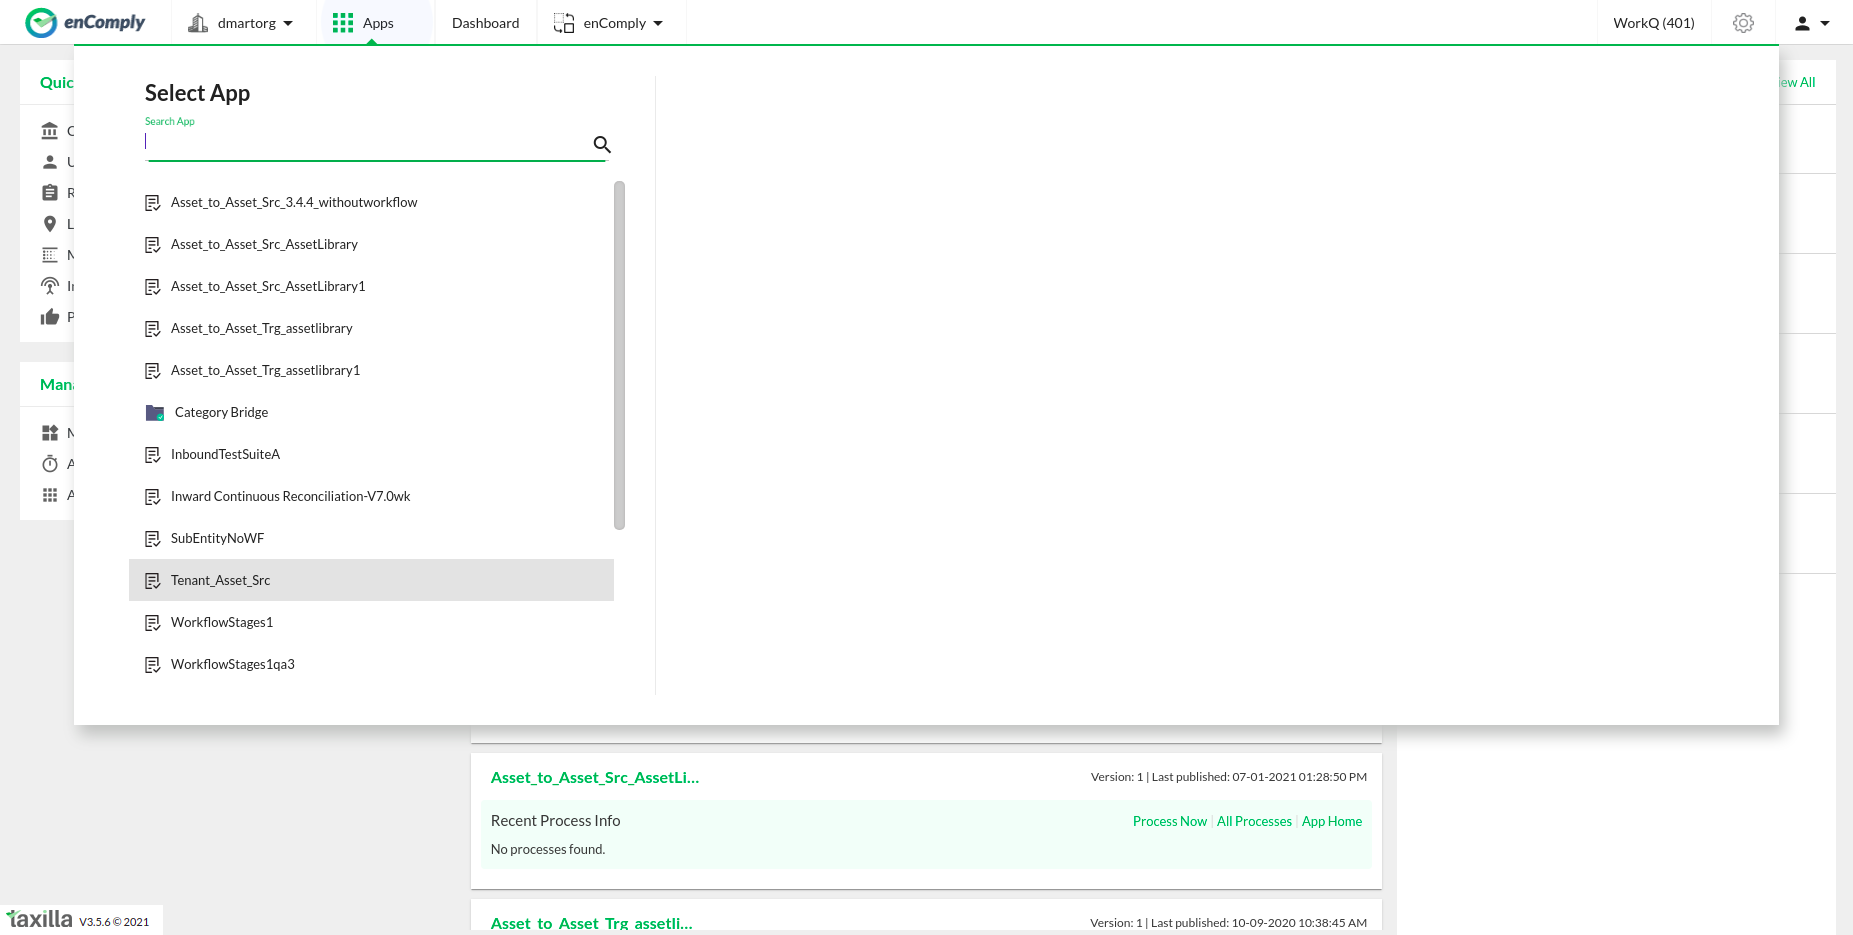 enComply
dmartorg
Apps
Dashboard
enComply
WorkQ (401)
Select App
Search App
Asset_to_Asset_Src_3.4.4_withoutworkflow
Asset_to_Asset_Src_AssetLibrary
Asset_to_Asset_Src_AssetLibrary1
Asset_to_Asset_Trg_assetlibrary
Asset_to_Asset_Trg_assetlibrary1
Category Bridge
InboundTestSuiteA
Inward Continuous Reconciliation-V7.0wk
SubEntityNoWF
Tenant_Asset_Src
WorkflowStages1
WorkflowStages1qa3
Quic
Mana
ew All
Asset_to_Asset_Src_AssetLi...
Version: 1 | Last published: 07-01-2021 01:28:50 PM
Recent Process Info
Process Now | All Processes | App Home
No processes found.
Asset_to_Asset_Trg_assetli...
Version: 1 | Last published: 10-09-2020 10:38:45 AM
taxilla V3.5.6 © 2021